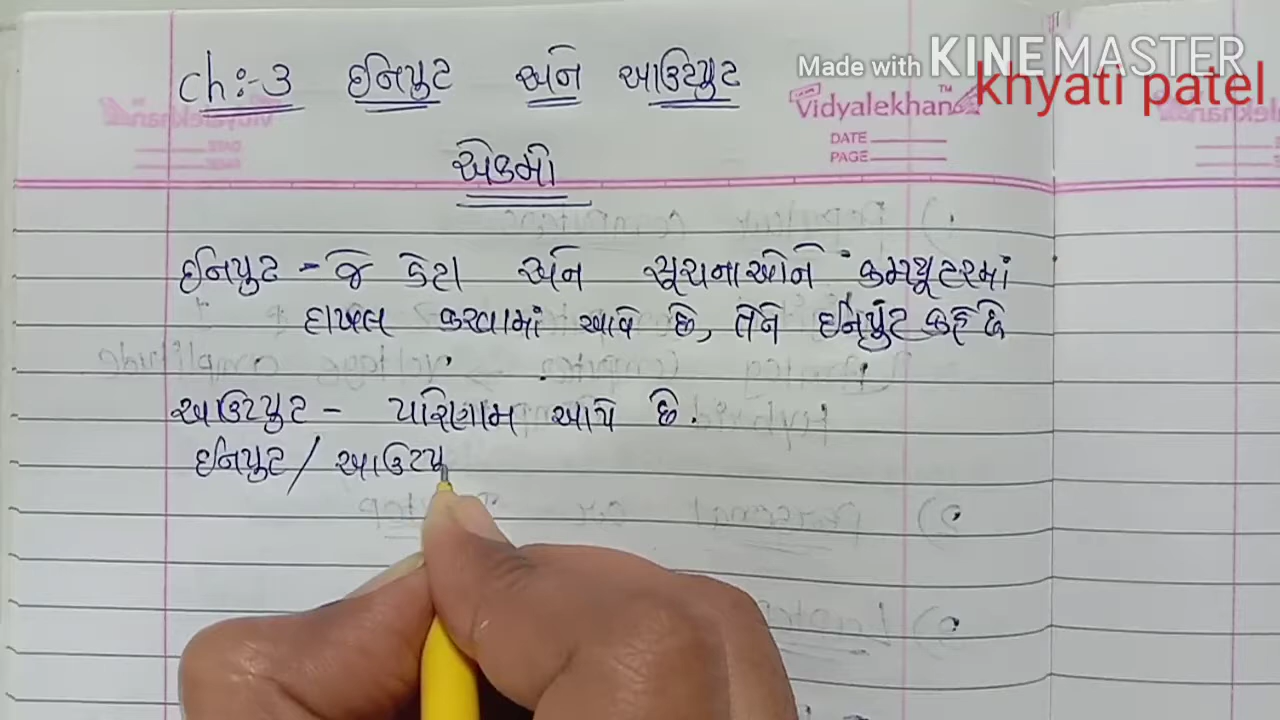 Made with KINEMASTER
khyati patel
Ch:-3 ઇનપુટ અને આઉટપુટ
Vidyalekhan™
DATE
PAGE
એકમો
ઇનપુટ - જે ડેટા અને સૂચનાઓને કમ્પ્યૂટરમાં
દાખલ કરવામાં આવે છે, તેને ઇનપુટ કહે છે
આઉટપુટ - પરિણામ આપે છે.
ઇનપુટ / આઉટપુ